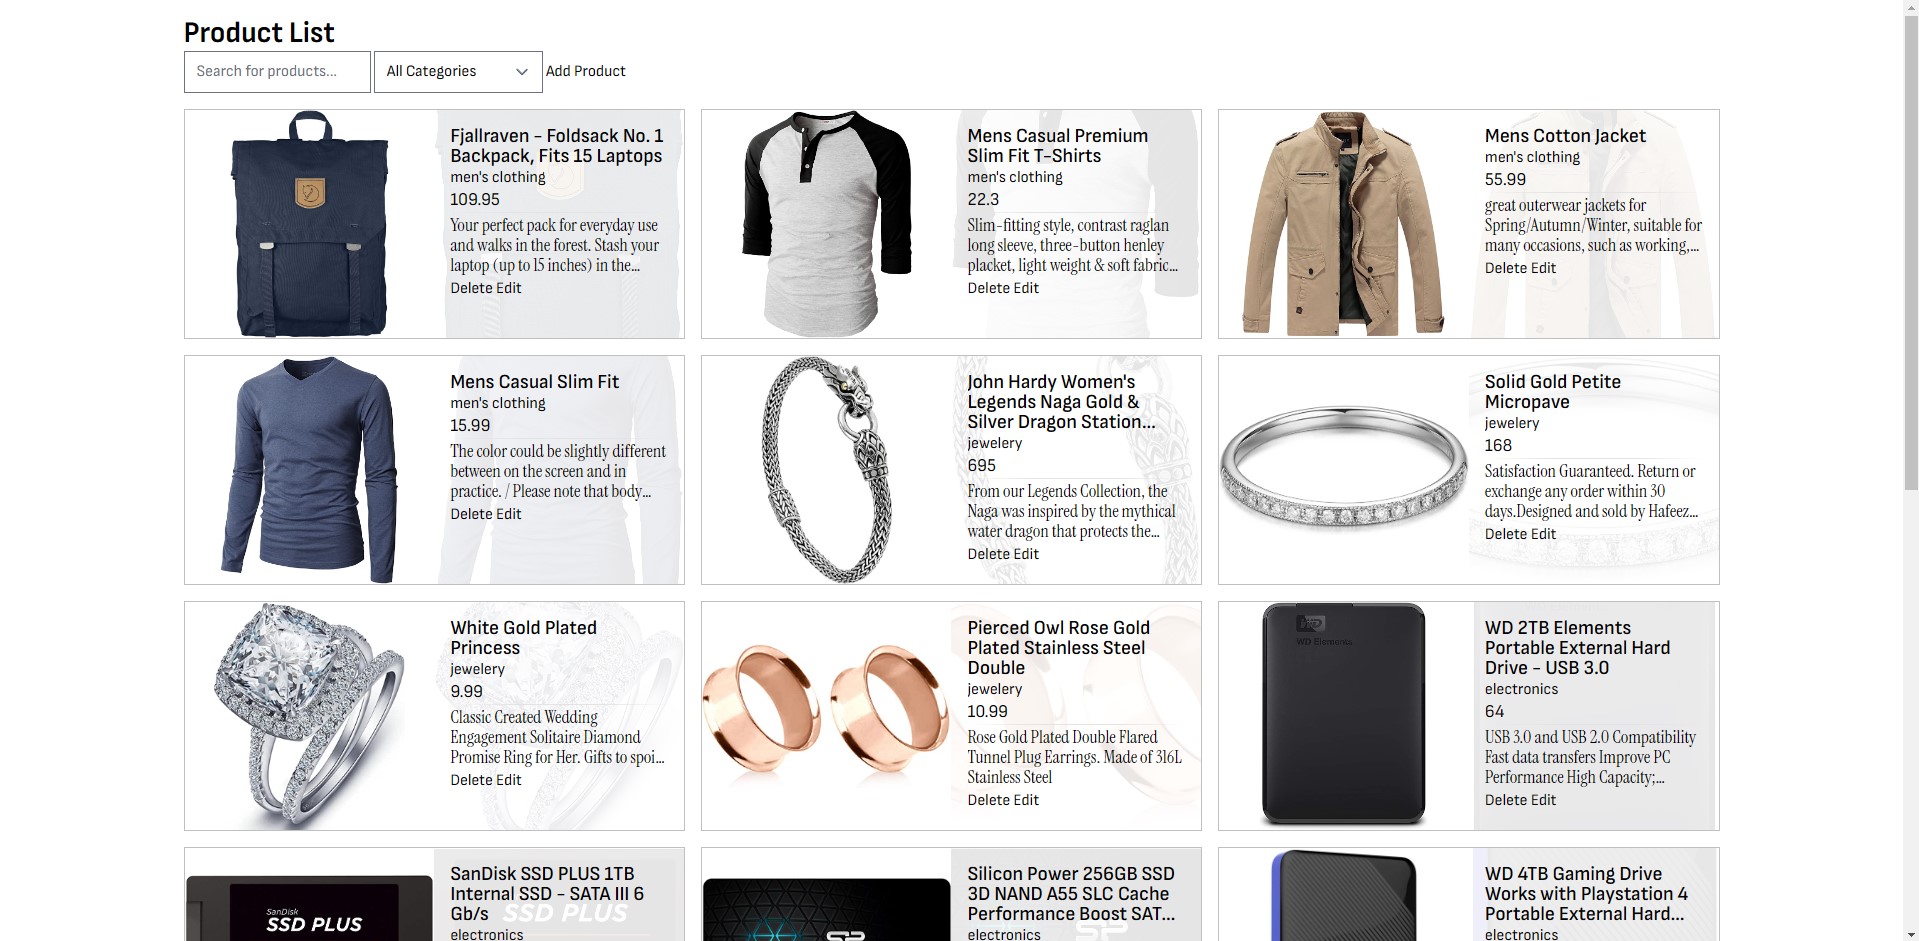 Product List
Search for products...
All Categories
Add Product
Fjallraven - Foldsack No. 1
Backpack, Fits 15 Laptops
men's clothing
109.95
Your perfect pack for everyday use
and walks in the forest. Stash your
laptop (up to 15 inches) in the...
Delete Edit
Mens Casual Premium
Slim Fit T-Shirts
men's clothing
22.3
Slim-fitting style, contrast raglan
long sleeve, three-button henley
placket, light weight & soft fabric...
Delete Edit
Mens Cotton Jacket
men's clothing
55.99
great outerwear jackets for
Spring/Autumn/Winter, suitable for
many occasions, such as working,...
Delete Edit
Mens Casual Slim Fit
men's clothing
15.99
The color could be slightly different
between on the screen and in
practice. / Please note that body...
Delete Edit
John Hardy Women's
Legends Naga Gold &
Silver Dragon Station...
jewelery
695
From our Legends Collection, the
Naga was inspired by the mythical
water dragon that protects the...
Delete Edit
Solid Gold Petite
Micropave
jewelery
168
Satisfaction Guaranteed. Return or
exchange any order within 30
days.Designed and sold by Hafeez...
Delete Edit
White Gold Plated
Princess
jewelery
9.99
Classic Created Wedding
Engagement Solitaire Diamond
Promise Ring for Her. Gifts to spoi...
Delete Edit
Pierced Owl Rose Gold
Plated Stainless Steel
Double
jewelery
10.99
Rose Gold Plated Double Flared
Tunnel Plug Earrings. Made of 316L
Stainless Steel
Delete Edit
WD
WD Elements
WD 2TB Elements
Portable External Hard
Drive - USB 3.0
electronics
64
USB 3.0 and USB 2.0 Compatibility
Fast data transfers Improve PC
Performance High Capacity;...
Delete Edit
SanDisk
SSD PLUS
SanDisk SSD PLUS 1TB
Internal SSD - SATA III 6
Gb/s
SSD PLUS
electronics
SP
Silicon Power 256GB SSD
3D NAND A55 SLC Cache
Performance Boost SAT...
SP
electronics
WD 4TB Gaming Drive
Works with Playstation 4
Portable External Hard...
electronics